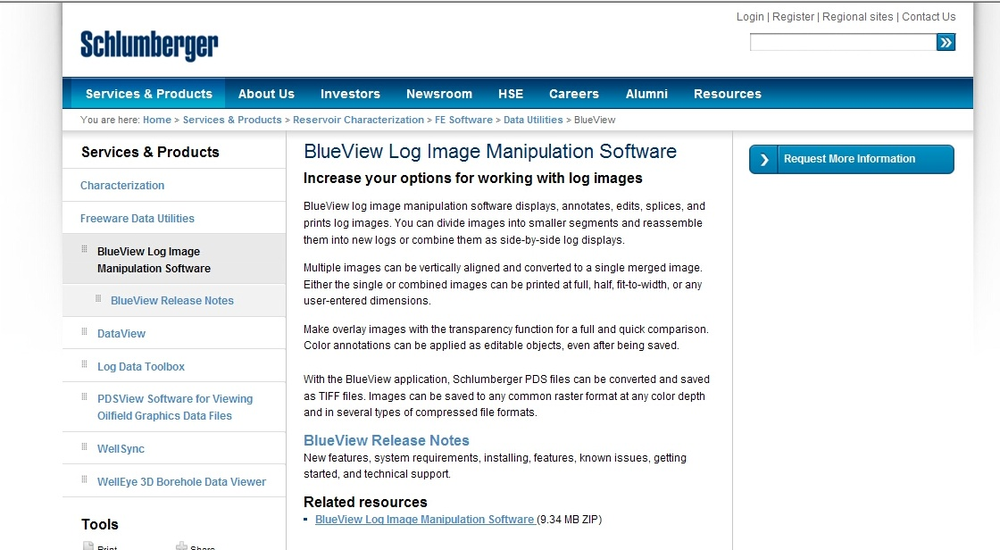 Login | Register | Regional sites | Contact Us
Schlumberger
Services & Products About Us Investors Newsroom HSE Careers Alumni Resources
You are here: Home > Services & Products > Reservoir Characterization > FE Software > Data Utilities > BlueView
Services & Products
Characterization
Freeware Data Utilities
BlueView Log Image
Manipulation Software
BlueView Release Notes
DataView
Log Data Toolbox
PDSView Software for Viewing
Oilfield Graphics Data Files
WellSync
WellEye 3D Borehole Data Viewer
Tools
Print Share
BlueView Log Image Manipulation Software
Increase your options for working with log images
BlueView log image manipulation software displays, annotates, edits, splices, and
prints log images. You can divide images into smaller segments and reassemble
them into new logs or combine them as side-by-side log displays.
Multiple images can be vertically aligned and converted to a single merged image.
Either the single or combined images can be printed at full, half, fit-to-width, or any
user-entered dimensions.
Make overlay images with the transparency function for a full and quick comparison.
Color annotations can be applied as editable objects, even after being saved.
With the BlueView application, Schlumberger PDS files can be converted and saved
as TIFF files. Images can be saved to any common raster format at any color depth
and in several types of compressed file formats.
BlueView Release Notes
New features, system requirements, installing, features, known issues, getting
started, and technical support.
Related resources
BlueView Log Image Manipulation Software (9.34 MB ZIP)
Request More Information